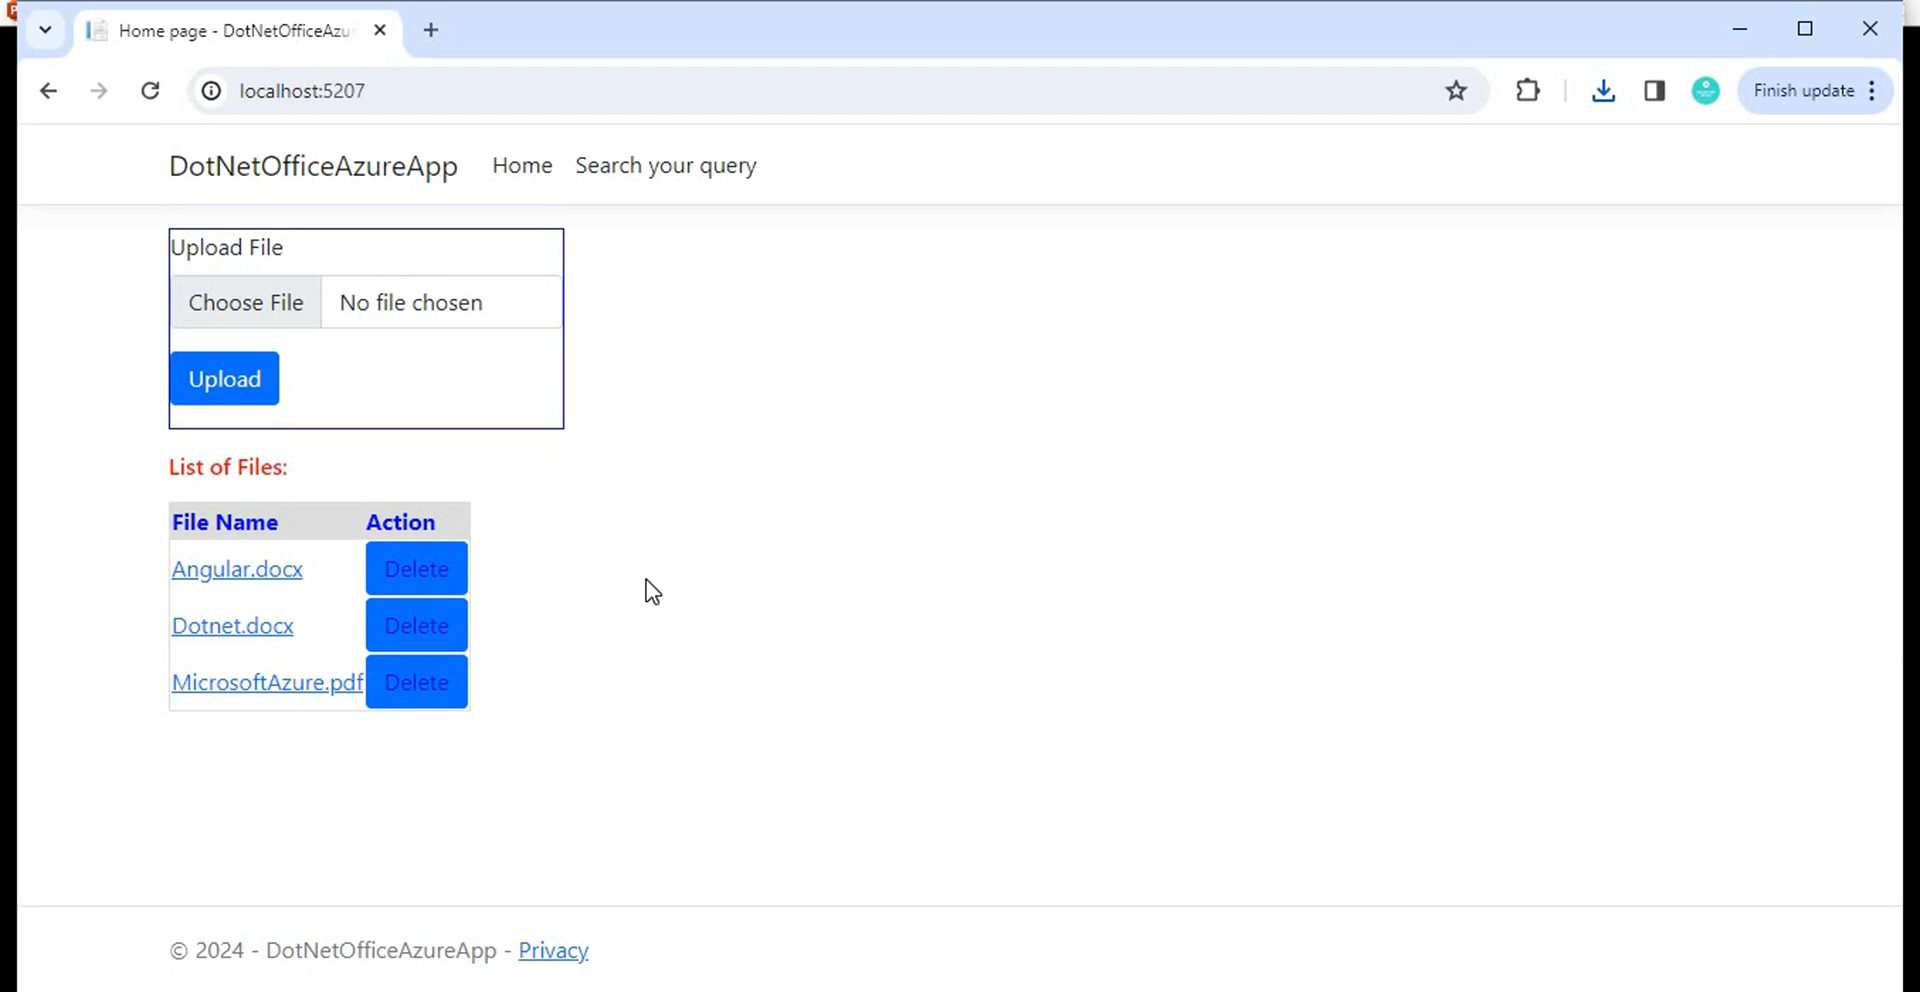 Home page - DotNetOfficeAzu
localhost:5207
Finish update
DotNetOfficeAzureApp Home Search your query
Upload File
Choose File No file chosen
Upload
List of Files:
File Name Action
Angular.docx Delete
Dotnet.docx Delete
MicrosoftAzure.pdf Delete
© 2024 - DotNetOfficeAzureApp - Privacy